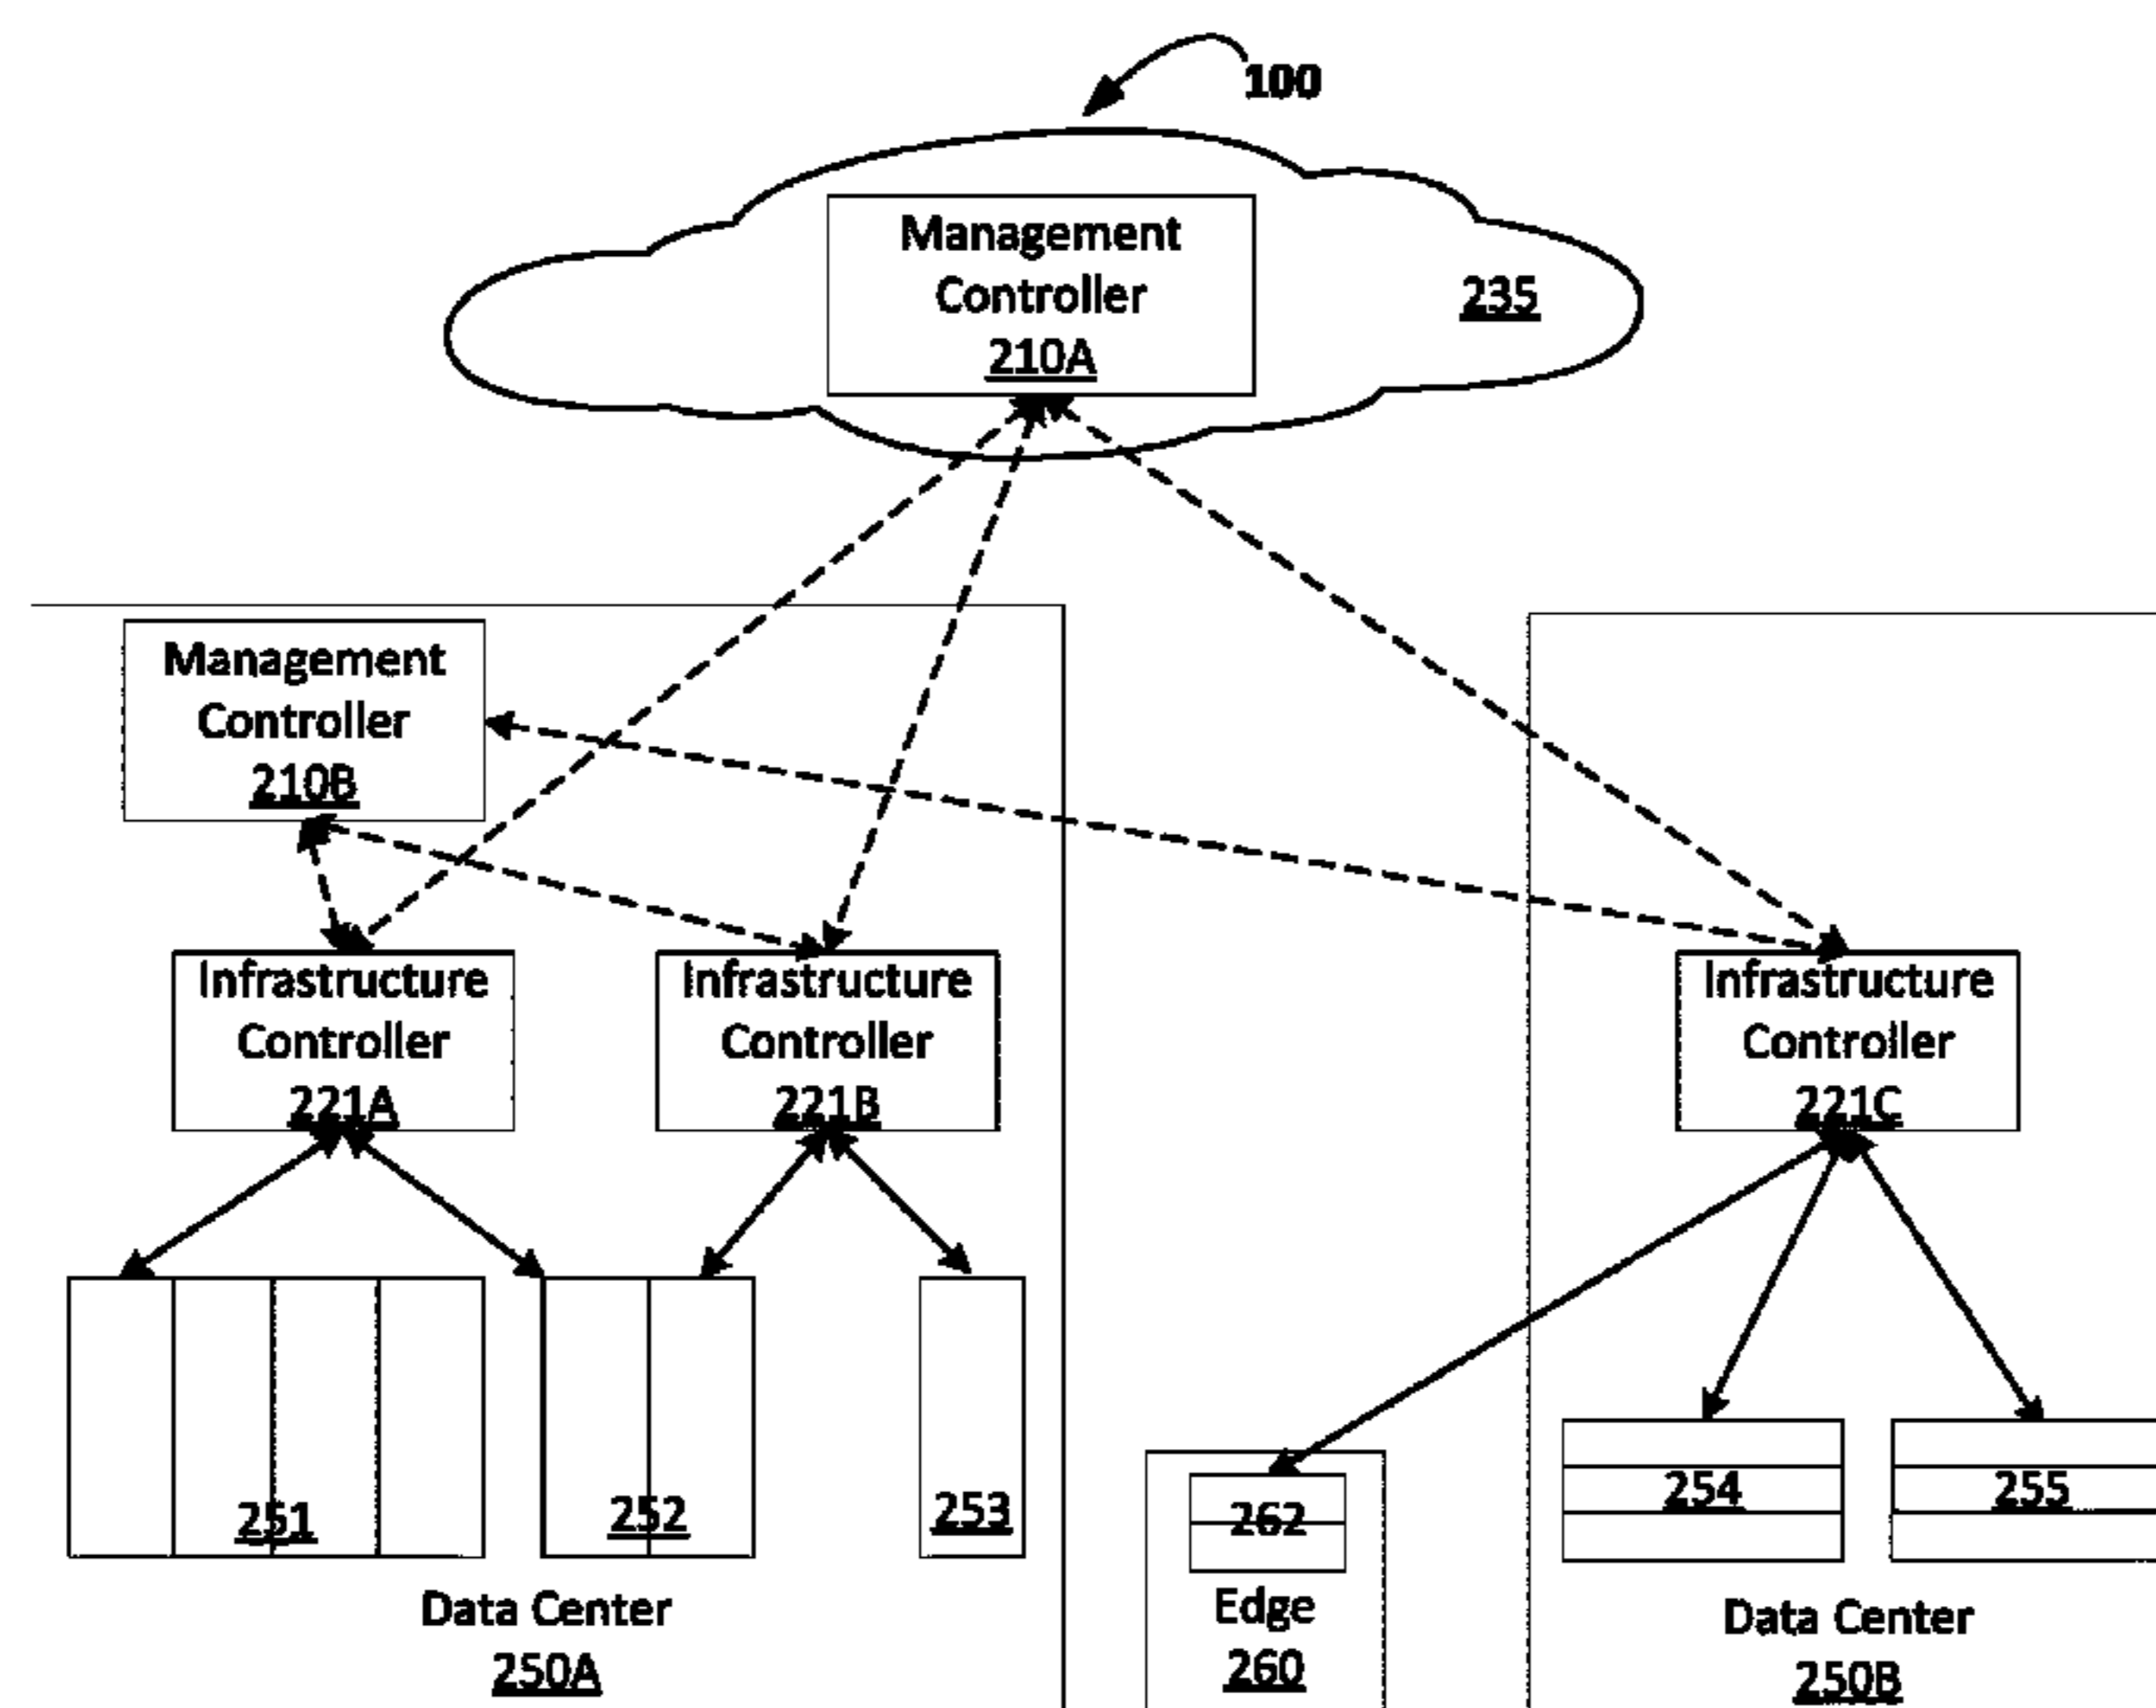 100
Management
Controller
210A
235
Management
Controller
210B
Infrastructure
Controller
221A
Infrastructure
Controller
221B
Infrastructure
Controller
221C
251
252
253
262
254
255
Data Center
250A
Edge
260
Data Center
250B